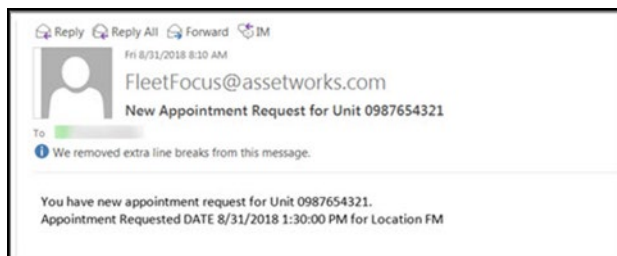 Reply Reply All Forward IM
Fri 8/31/2018 8:10 AM
FleetFocus@assetworks.com
New Appointment Request for Unit 0987654321
To
We removed extra line breaks from this message.
You have new appointment request for Unit 0987654321.
Appointment Requested DATE 8/31/2018 1:30:00 PM for Location FM